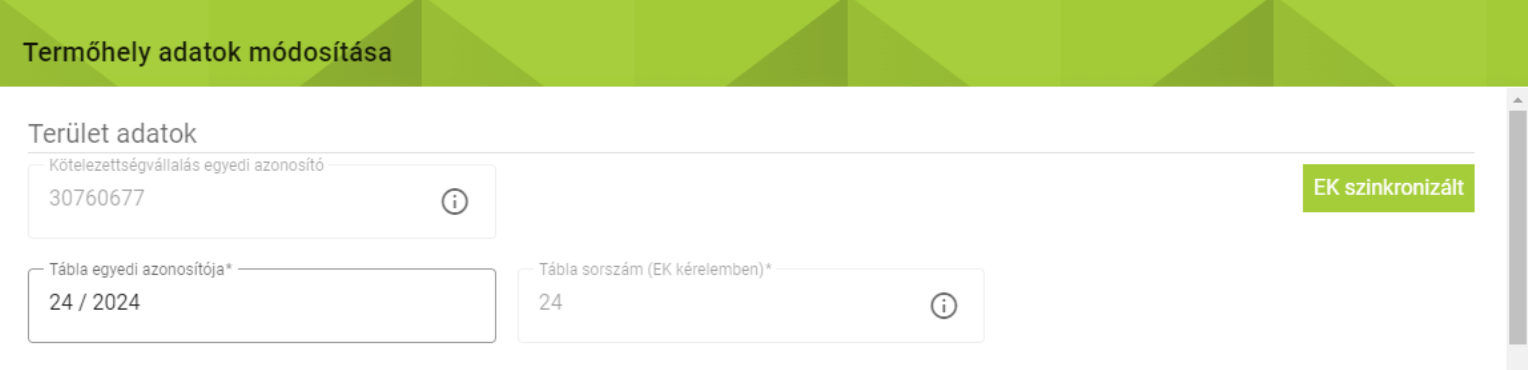 Termőhely adatok módosítása
Terület adatok
Kötelezettségvállalás egyedi azonosító
30760677
EK szinkronizált
Tábla egyedi azonosítója*
24 / 2024
Tábla sorszám (EK kérelemben)*
24